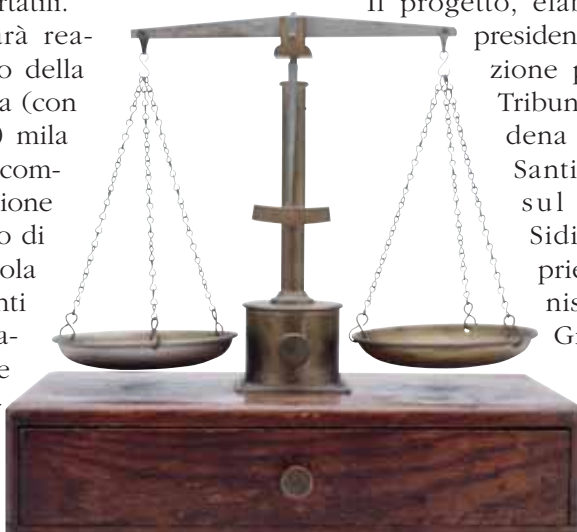 rtatili.
arà rea-
o della
a (con
mila
com-
ione
o di
ola
nti
a-
e
Il progetto, elab
presiden
zione p
Tribun
dena
Santi
sul
Sidi
prie
nis
Gi